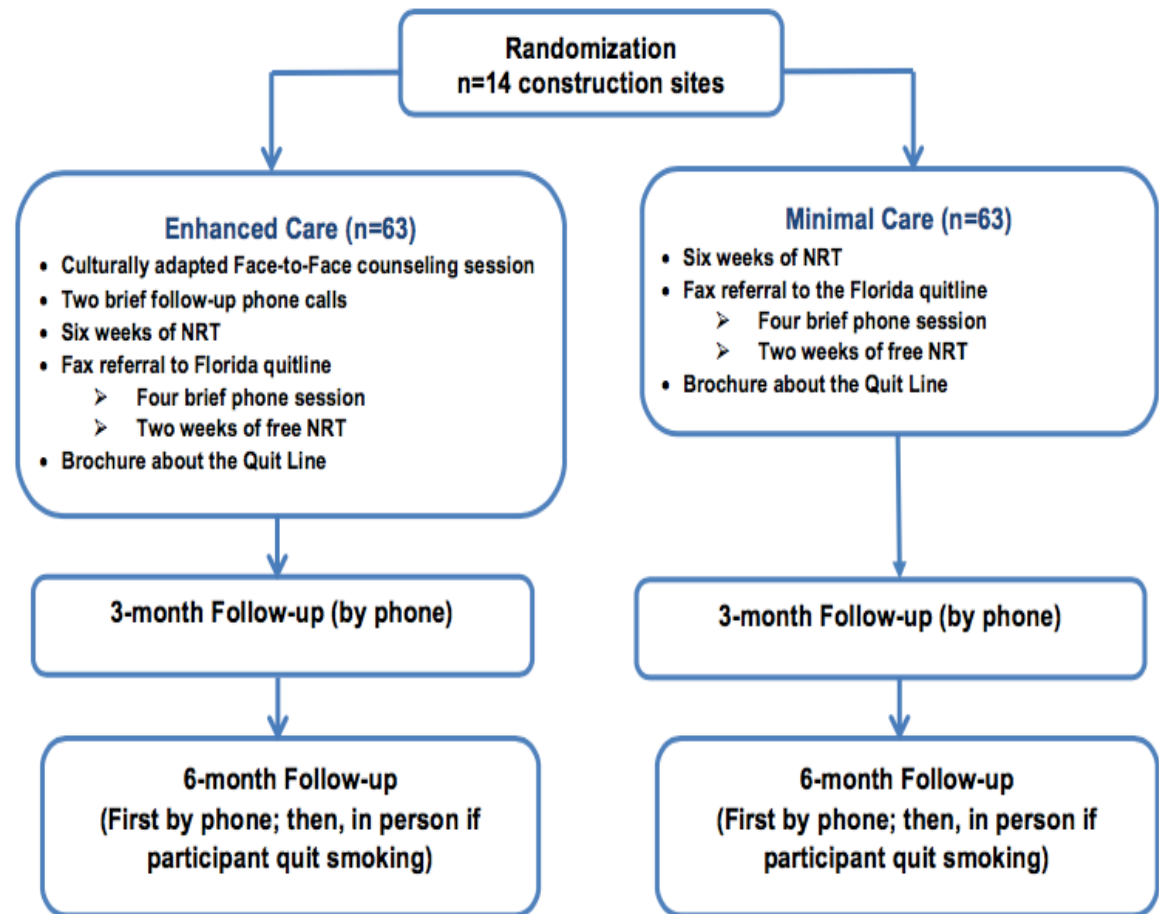 Randomization
n=14 construction sites
Enhanced Care (n=63)
• Culturally adapted Face-to-Face counseling session
• Two brief follow-up phone calls
• Six weeks of NRT
• Fax referral to Florida quitline
➢ Four brief phone session
➢ Two weeks of free NRT
• Brochure about the Quit Line
Minimal Care (n=63)
• Six weeks of NRT
• Fax referral to the Florida quitline
➢ Four brief phone session
➢ Two weeks of free NRT
• Brochure about the Quit Line
3-month Follow-up (by phone)
3-month Follow-up (by phone)
6-month Follow-up
(First by phone; then, in person if
participant quit smoking)
6-month Follow-up
(First by phone; then, in person if
participant quit smoking)